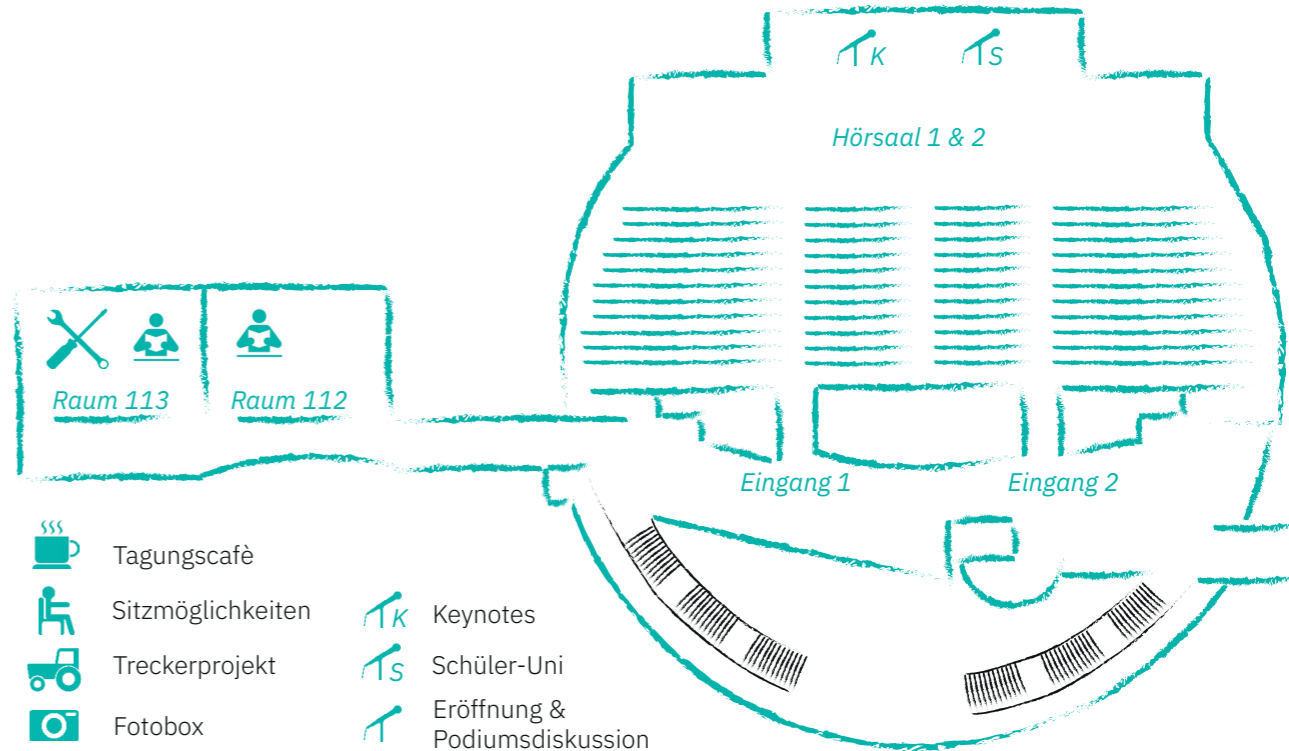 K
S
Hörsaal 1 & 2
Raum 113
Raum 112
Eingang 1
Eingang 2
Tagungscafè
Sitzmöglichkeiten
Treckerprojekt
Fotobox
K Keynotes
S Schüler-Uni
Eröffnung &
Podiumsdiskussion